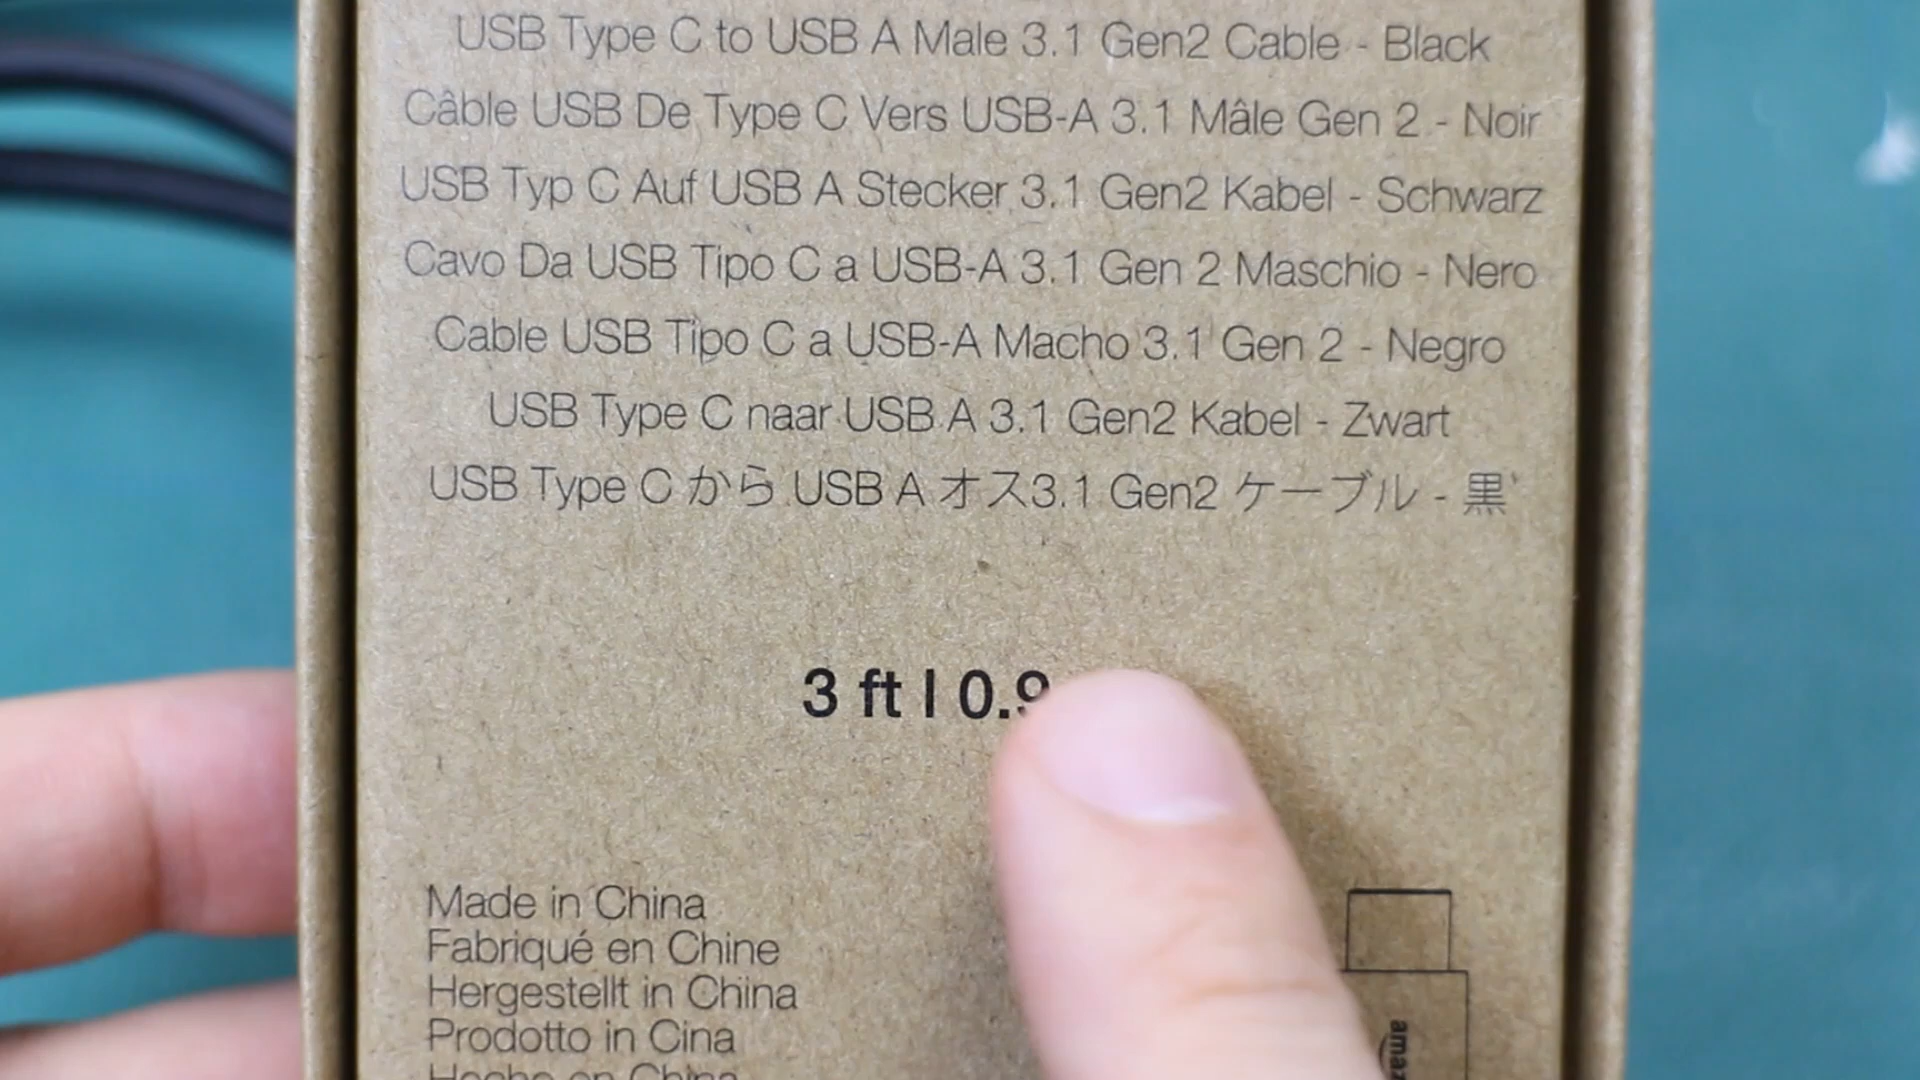 USB Type C to USB A Male 3.1 Gen2 Cable - Black
Câble USB De Type C Vers USB-A 3.1 Mâle Gen 2 - Noir
USB Typ C Auf USB A Stecker 3.1 Gen2 Kabel - Schwarz
Cavo Da USB Tipo C a USB-A 3.1 Gen 2 Maschio - Nero
Cable USB Tipo C a USB-A Macho 3.1 Gen 2 - Negro
USB Type C naar USB A 3.1 Gen2 Kabel - Zwart
USB Type C から USB A オス3.1 Gen2 ケーブル - 黒
3 ft | 0.9
Made in China
Fabriqué en Chine
Hergestellt in China
Prodotto in Cina
Hecho en China